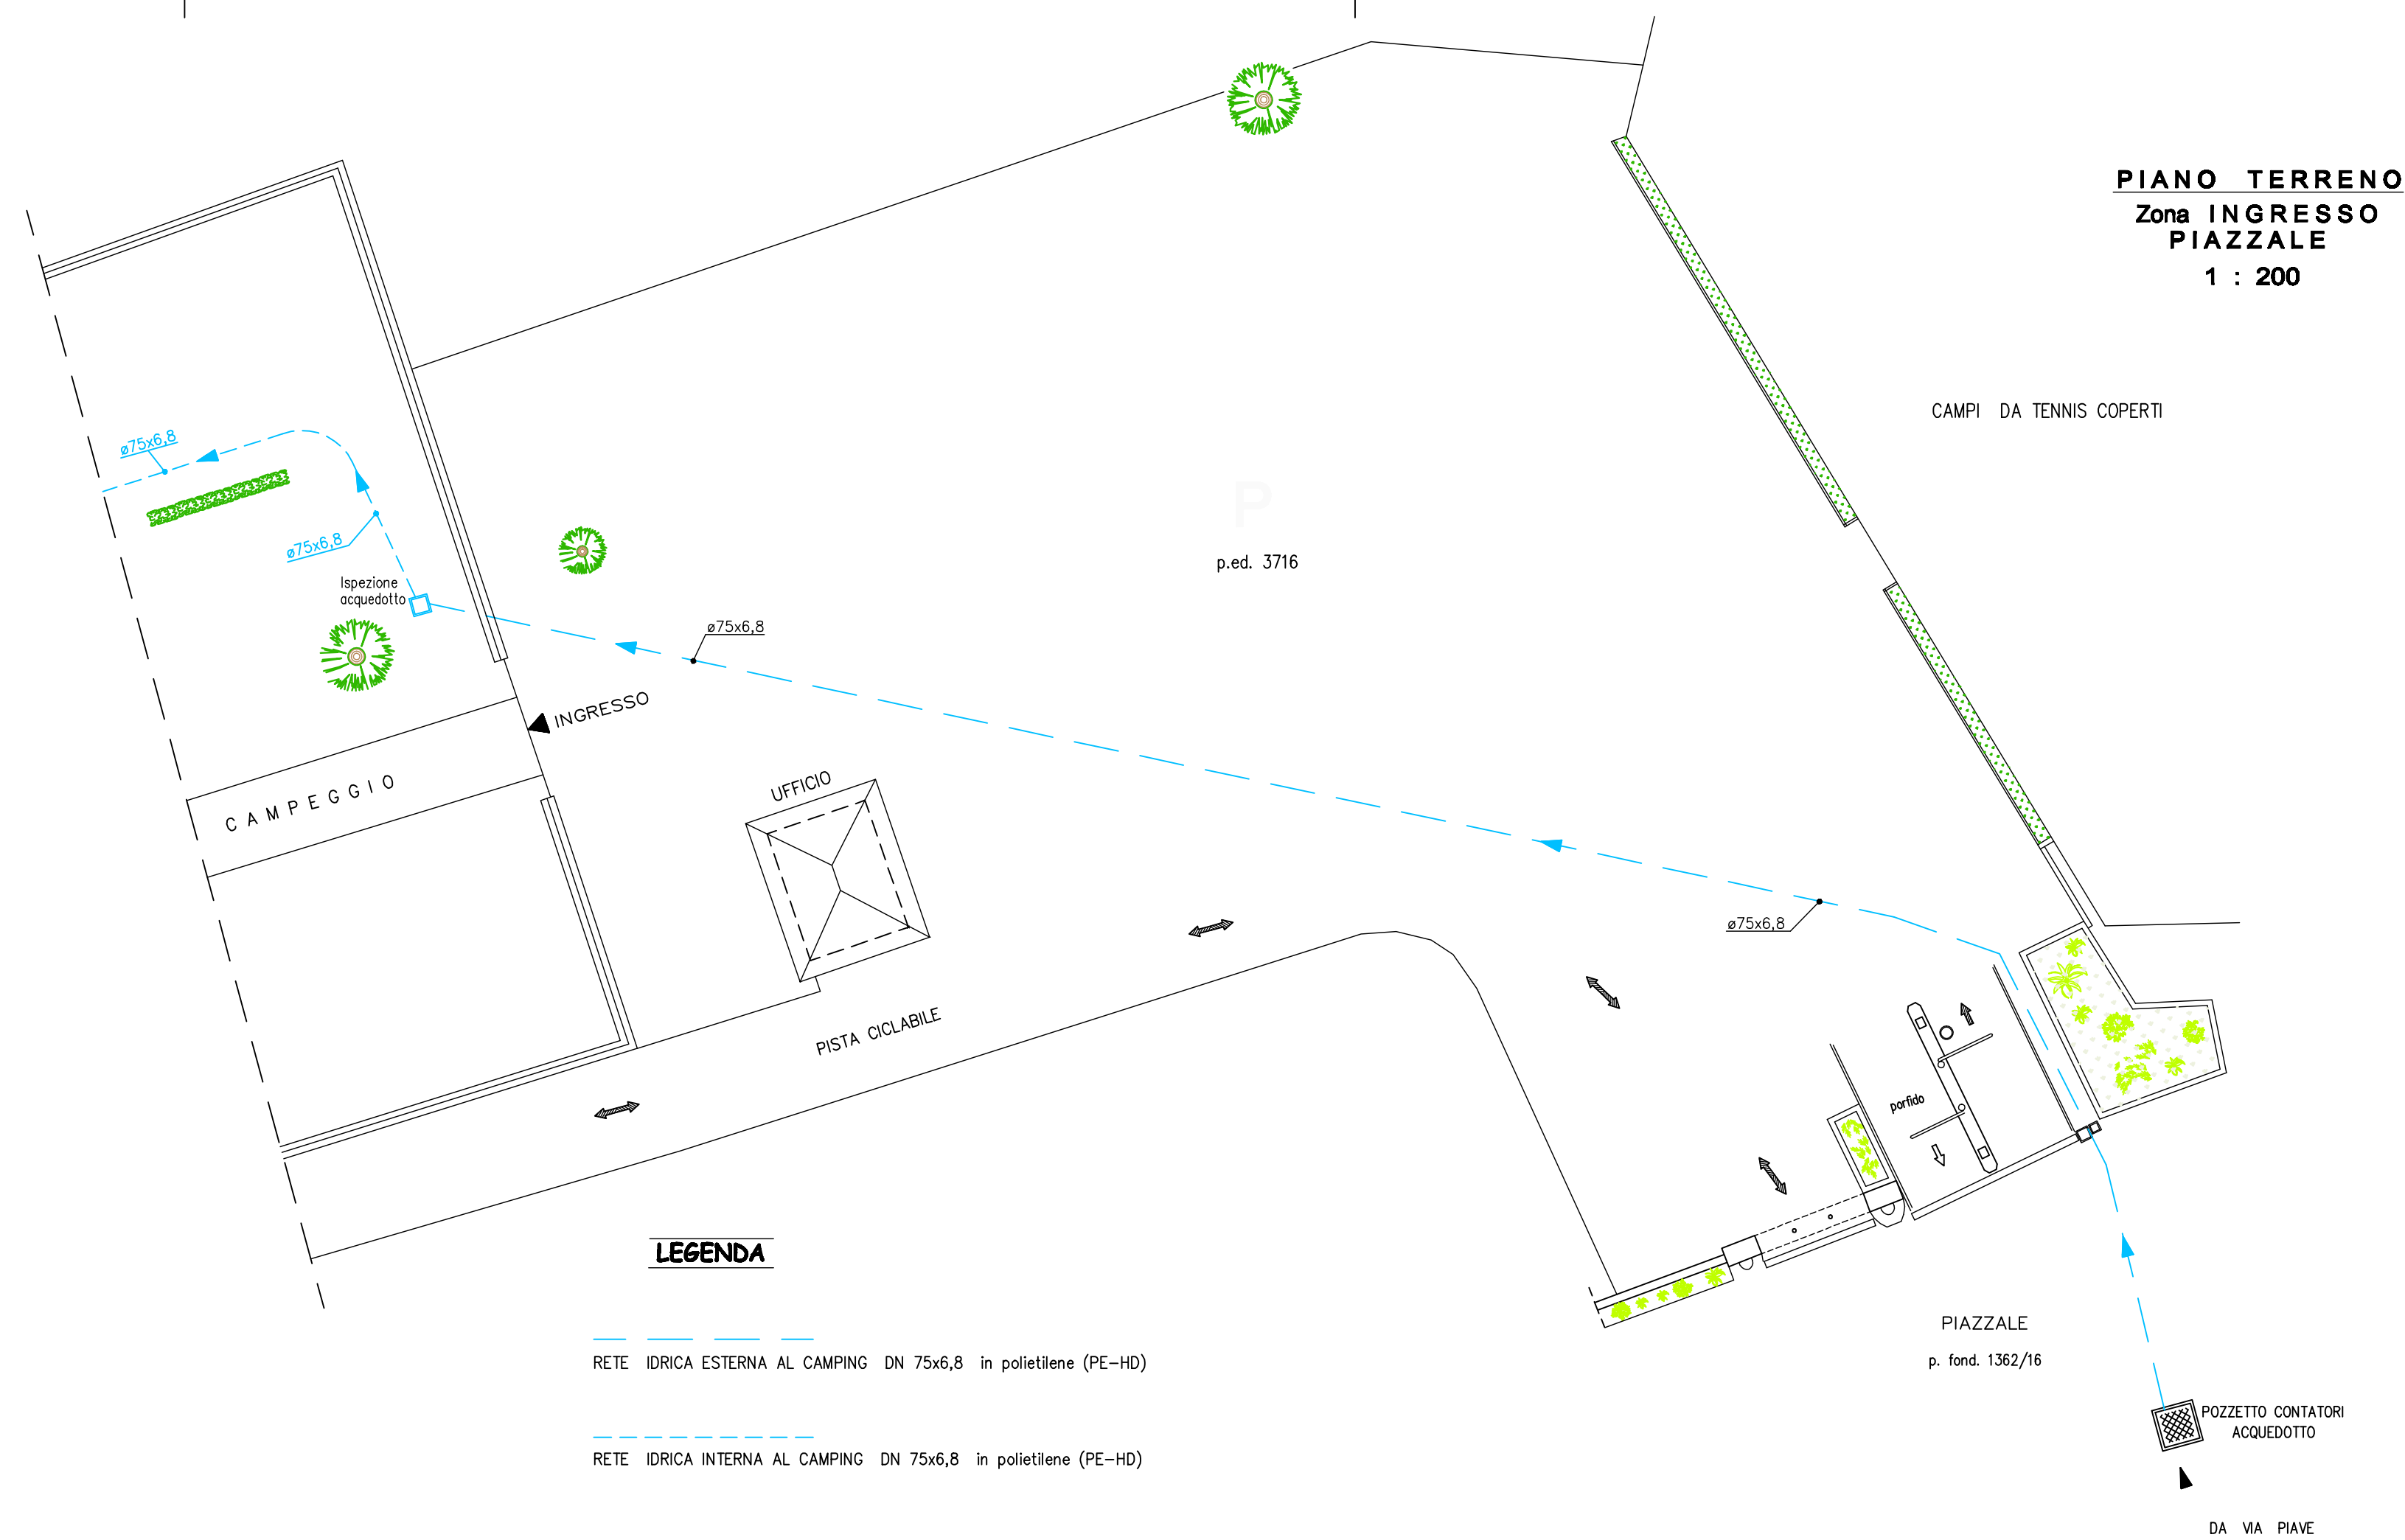 PIANO TERRENO
Zona INGRESSO
PIAZZALE
1 : 200
CAMPI DA TENNIS COPERTI
ø75x6,8
ø75x6,8
Ispezione
acquedotto
P
p.ed. 3716
ø75x6,8
INGRESSO
CAMPEGGIO
UFFICIO
ø75x6,8
PISTA CICLABILE
porfido
LEGENDA
RETE IDRICA ESTERNA AL CAMPING DN 75x6,8 in polietilene (PE-HD)
RETE IDRICA INTERNA AL CAMPING DN 75x6,8 in polietilene (PE-HD)
PIAZZALE
p. fond. 1362/16
POZZETTO CONTATORI
ACQUEDOTTO
DA VIA PIAVE